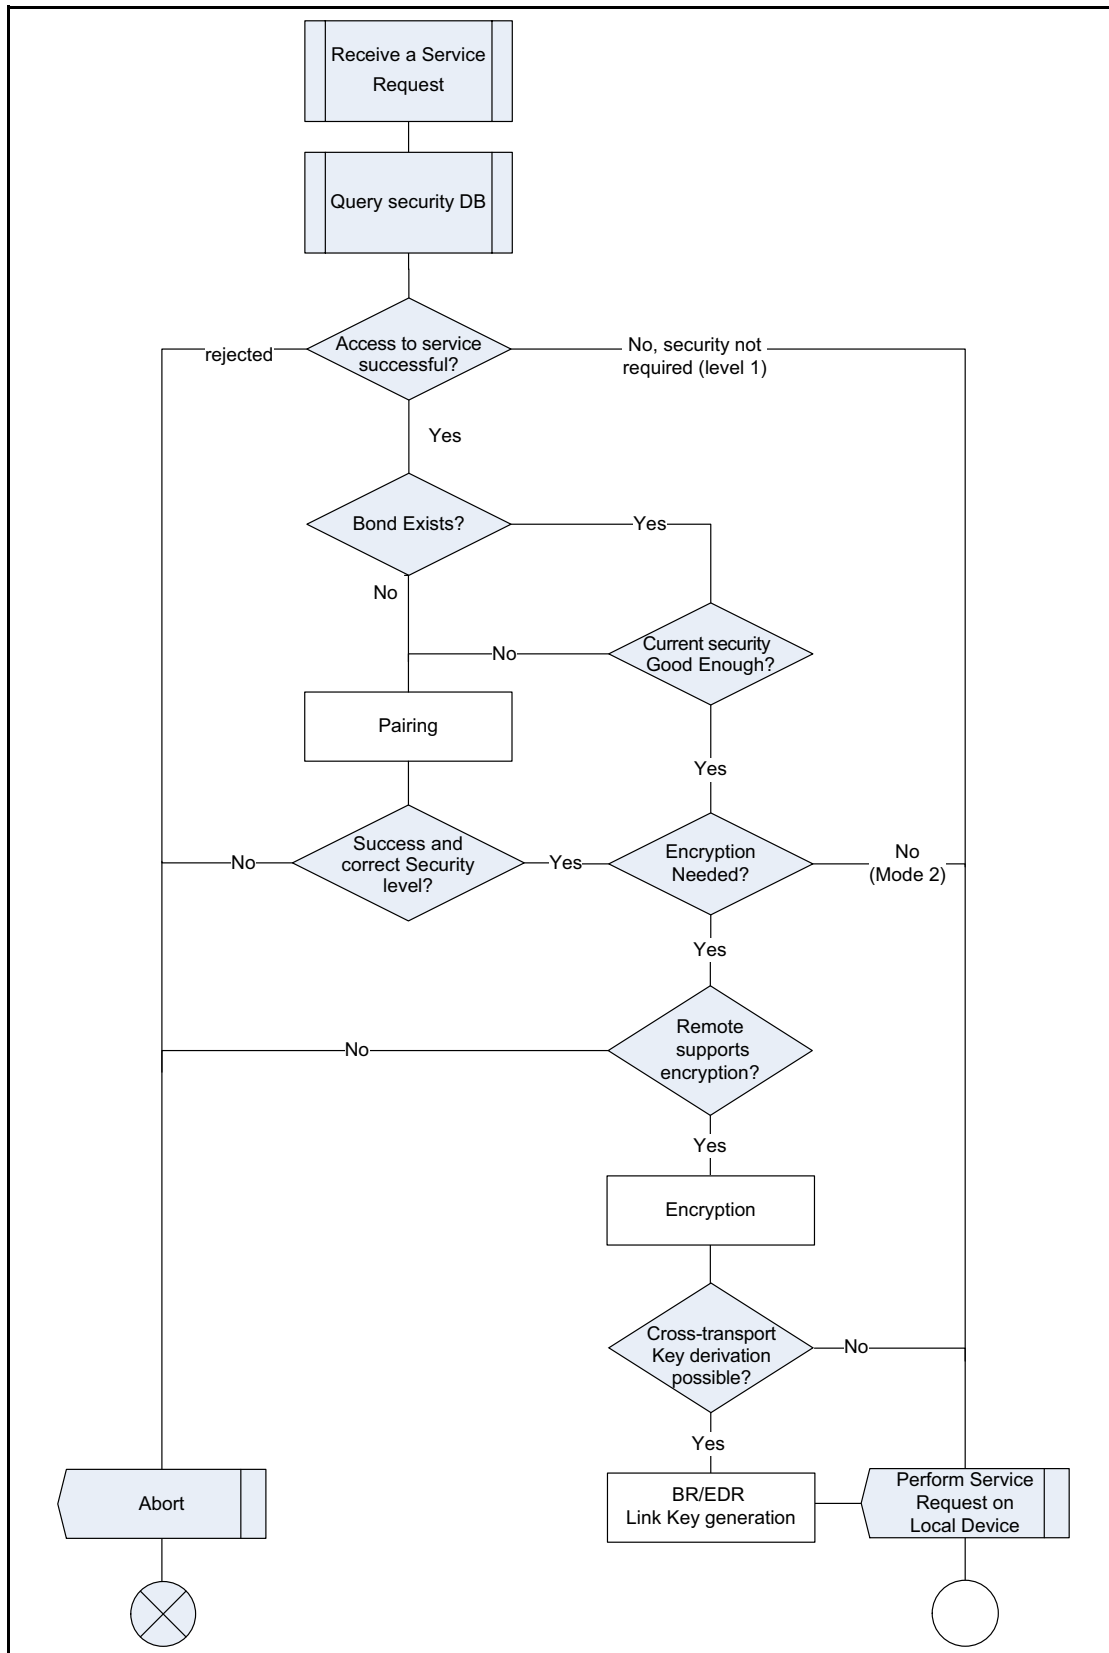 Receive a Service
Request
Query security DB
Access to service
successful?
rejected
No, security not
required (level 1)
Yes
Bond Exists?
Yes
No
Current security
Good Enough?
No
Pairing
Yes
Success and
correct Security
level?
No
Yes
Encryption
Needed?
No
(Mode 2)
Yes
Remote
supports
encryption?
No
Yes
Encryption
Cross-transport
Key derivation
possible?
No
Yes
Abort
BR/EDR
Link Key generation
Perform Service
Request on
Local Device